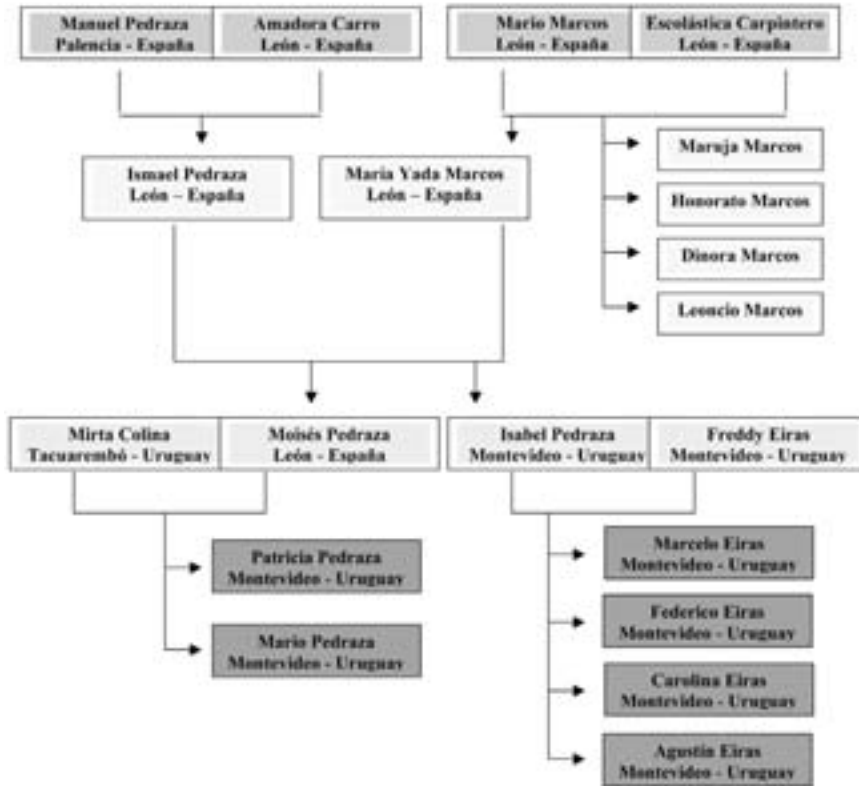 Manuel Pedraza
Palencia - España
Amadora Carro
León - España
Mario Marcos
León - España
Escolástica Carpintero
León - España
Ismael Pedraza
León – España
María Yada Marcos
León – España
Maruja Marcos
Honorato Marcos
Dinora Marcos
Leoncio Marcos
Mirta Colina
Tacuarembó - Uruguay
Moisés Pedraza
León - España
Isabel Pedraza
Montevideo - Uruguay
Freddy Eiras
Montevideo - Uruguay
Patricia Pedraza
Montevideo - Uruguay
Mario Pedraza
Montevideo - Uruguay
Marcelo Eiras
Montevideo - Uruguay
Federico Eiras
Montevideo - Uruguay
Carolina Eiras
Montevideo - Uruguay
Agustín Eiras
Montevideo - Uruguay